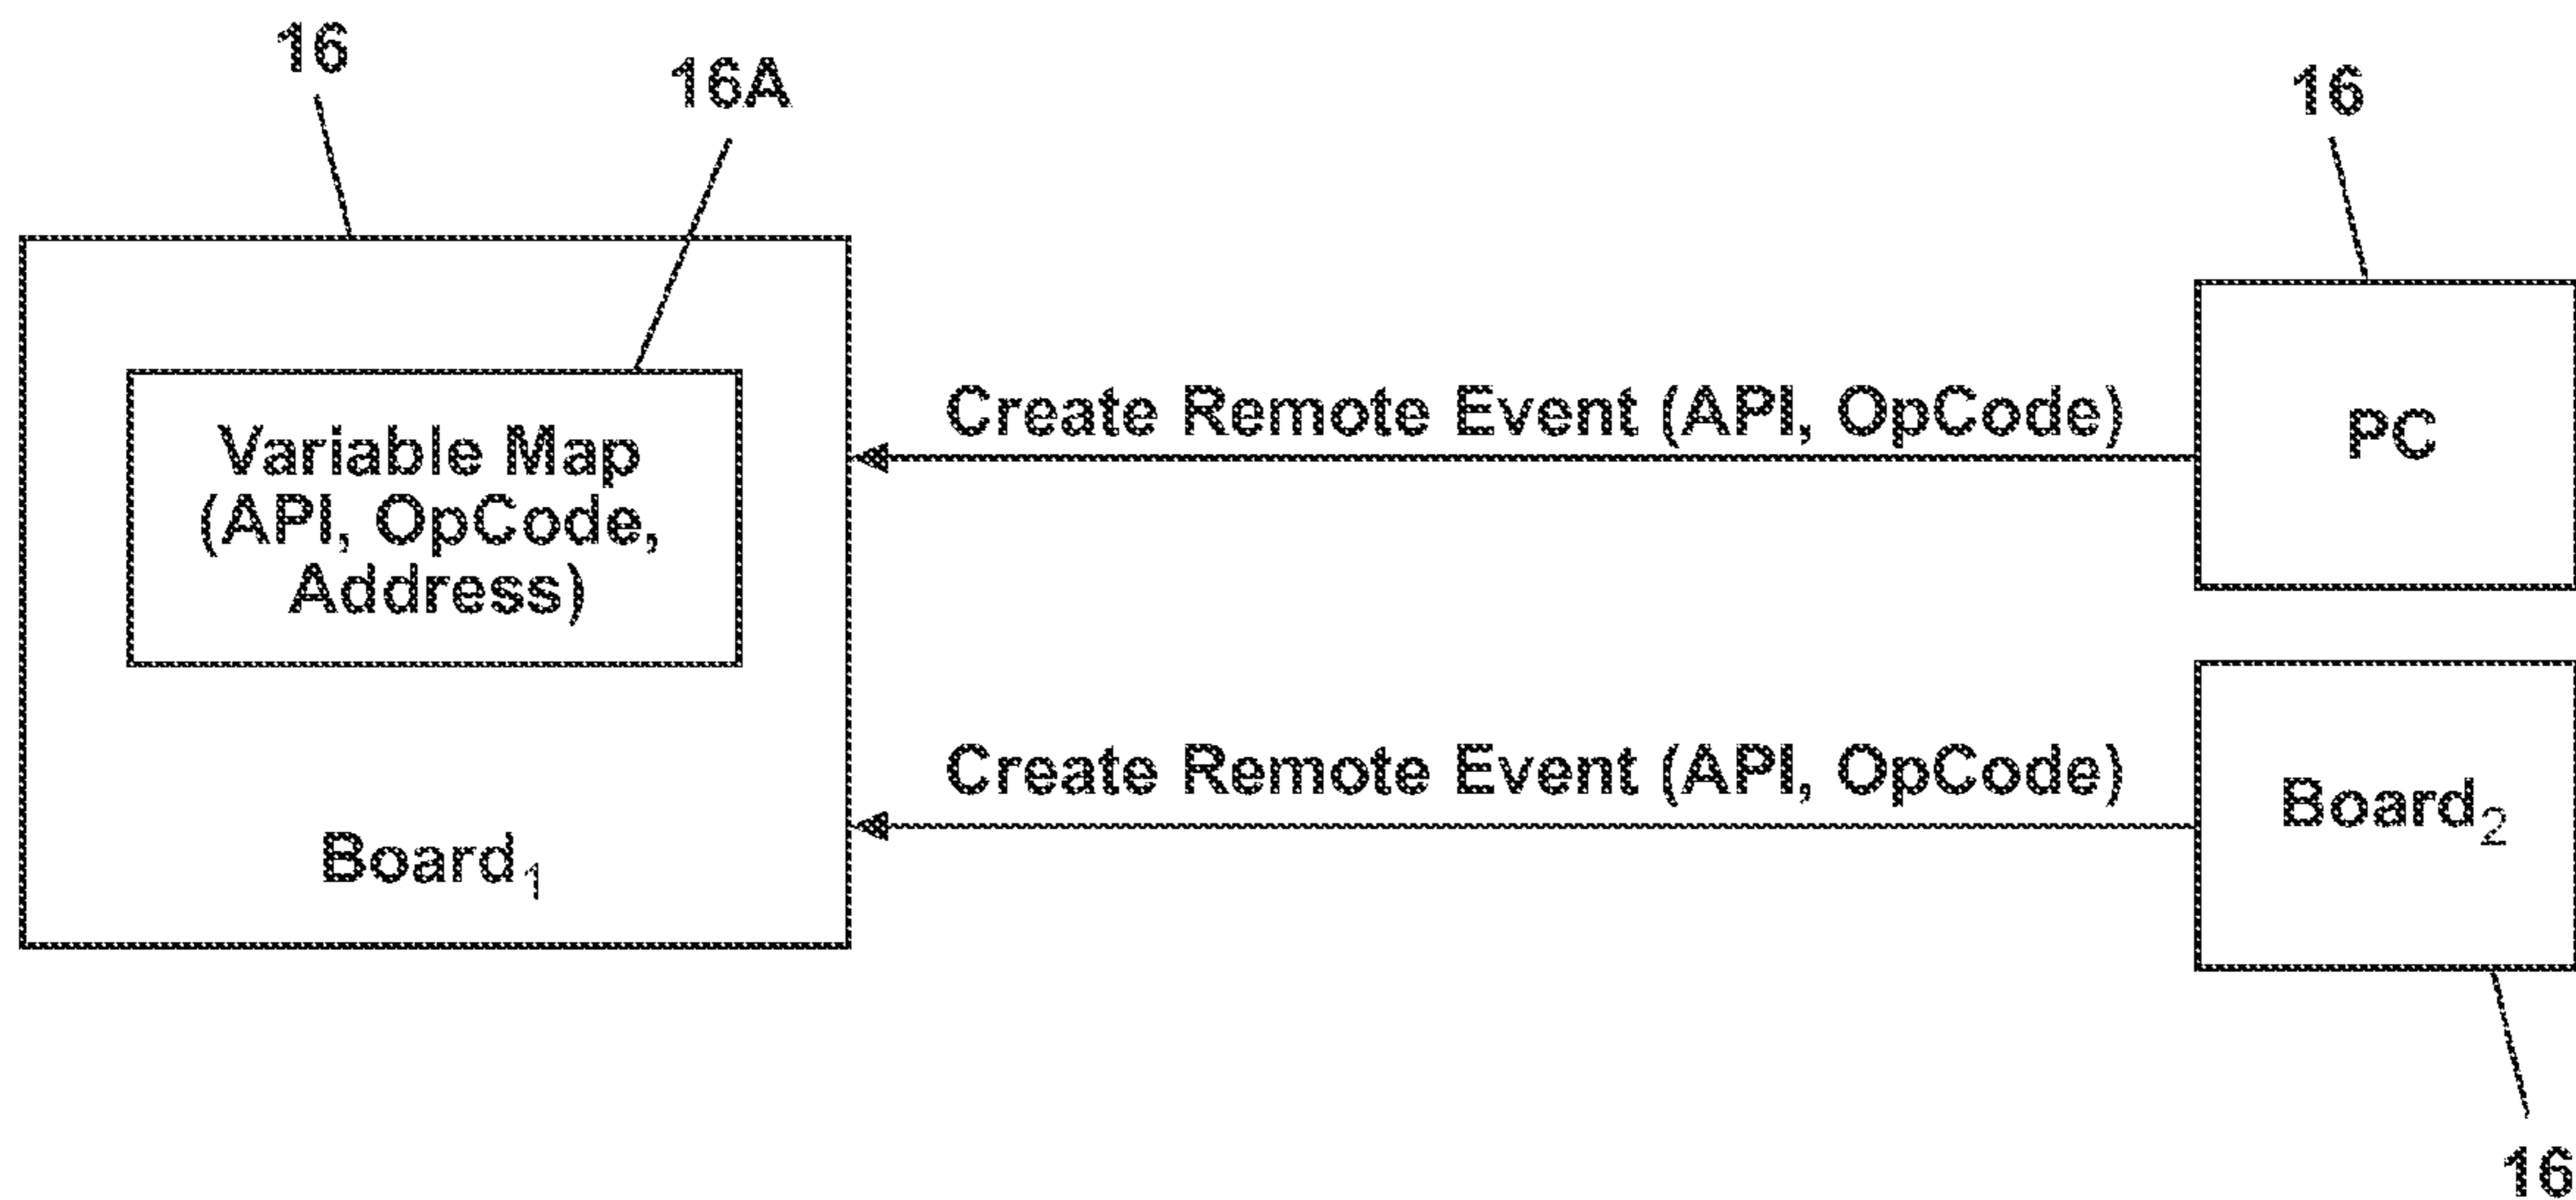 16
16A
16
Variable Map
(API, OpCode,
Address)
Board₁
Create Remote Event (API, OpCode)
PC
Create Remote Event (API, OpCode)
Board₂
16